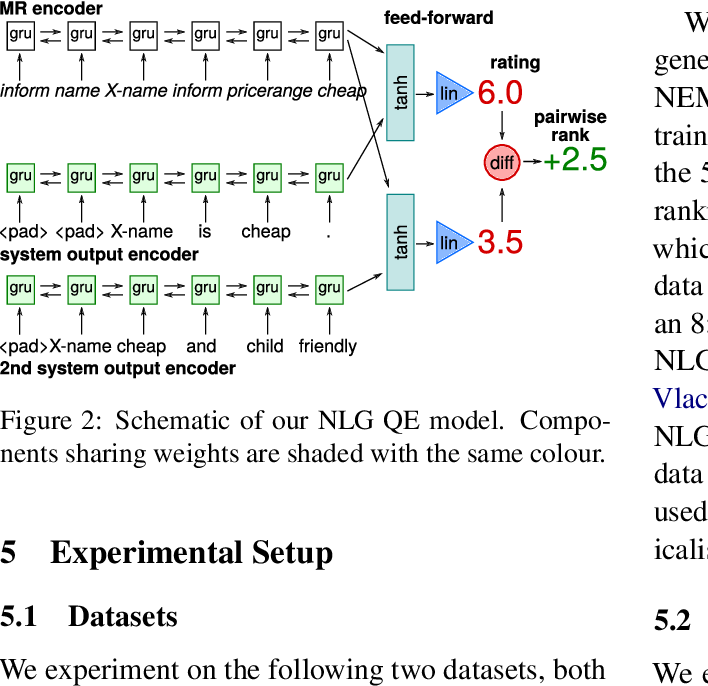 MR encoder
feed-forward
gru gru gru gru gru gru
inform name X-name inform pricerange cheap
tanh
lin
rating
6.0
pairwise
rank
diff
+2.5
gru gru gru gru gru gru
<pad> <pad> X-name is cheap .
system output encoder
tanh
lin
3.5
gru gru gru gru gru gru
<pad> X-name cheap and child friendly
2nd system output encoder
Figure 2: Schematic of our NLG QE model. Compo-
nents sharing weights are shaded with the same colour.
5 Experimental Setup
5.1 Datasets
We experiment on the following two datasets, both
W
gene
NEM
train
the 5
ranki
whic
data
an 8:
NLG
Vlac
NLG
data
used
icalis
5.2
We e